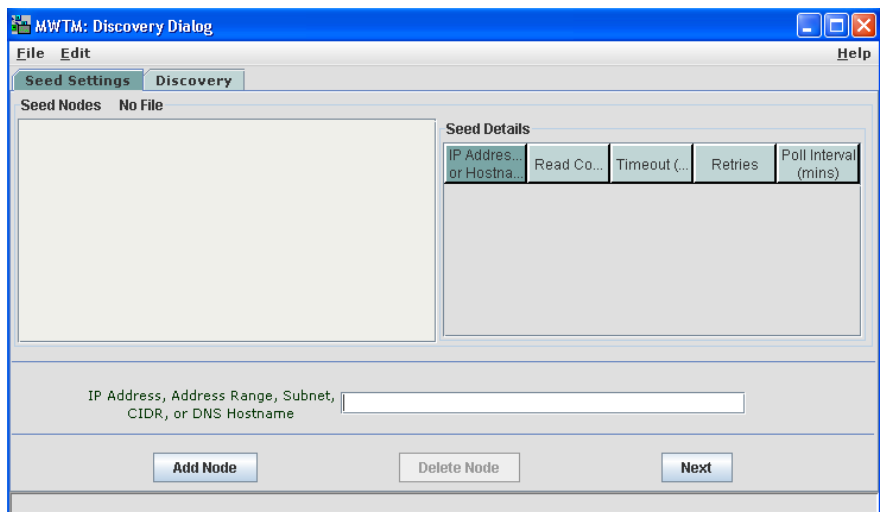 MWTM: Discovery Dialog
File Edit Help
Seed Settings Discovery
Seed Nodes No File
Seed Details
IP Addres... or Hostna... Read Co... Timeout (... Retries Poll Interval (mins)
IP Address, Address Range, Subnet,
CIDR, or DNS Hostname
Add Node Delete Node Next